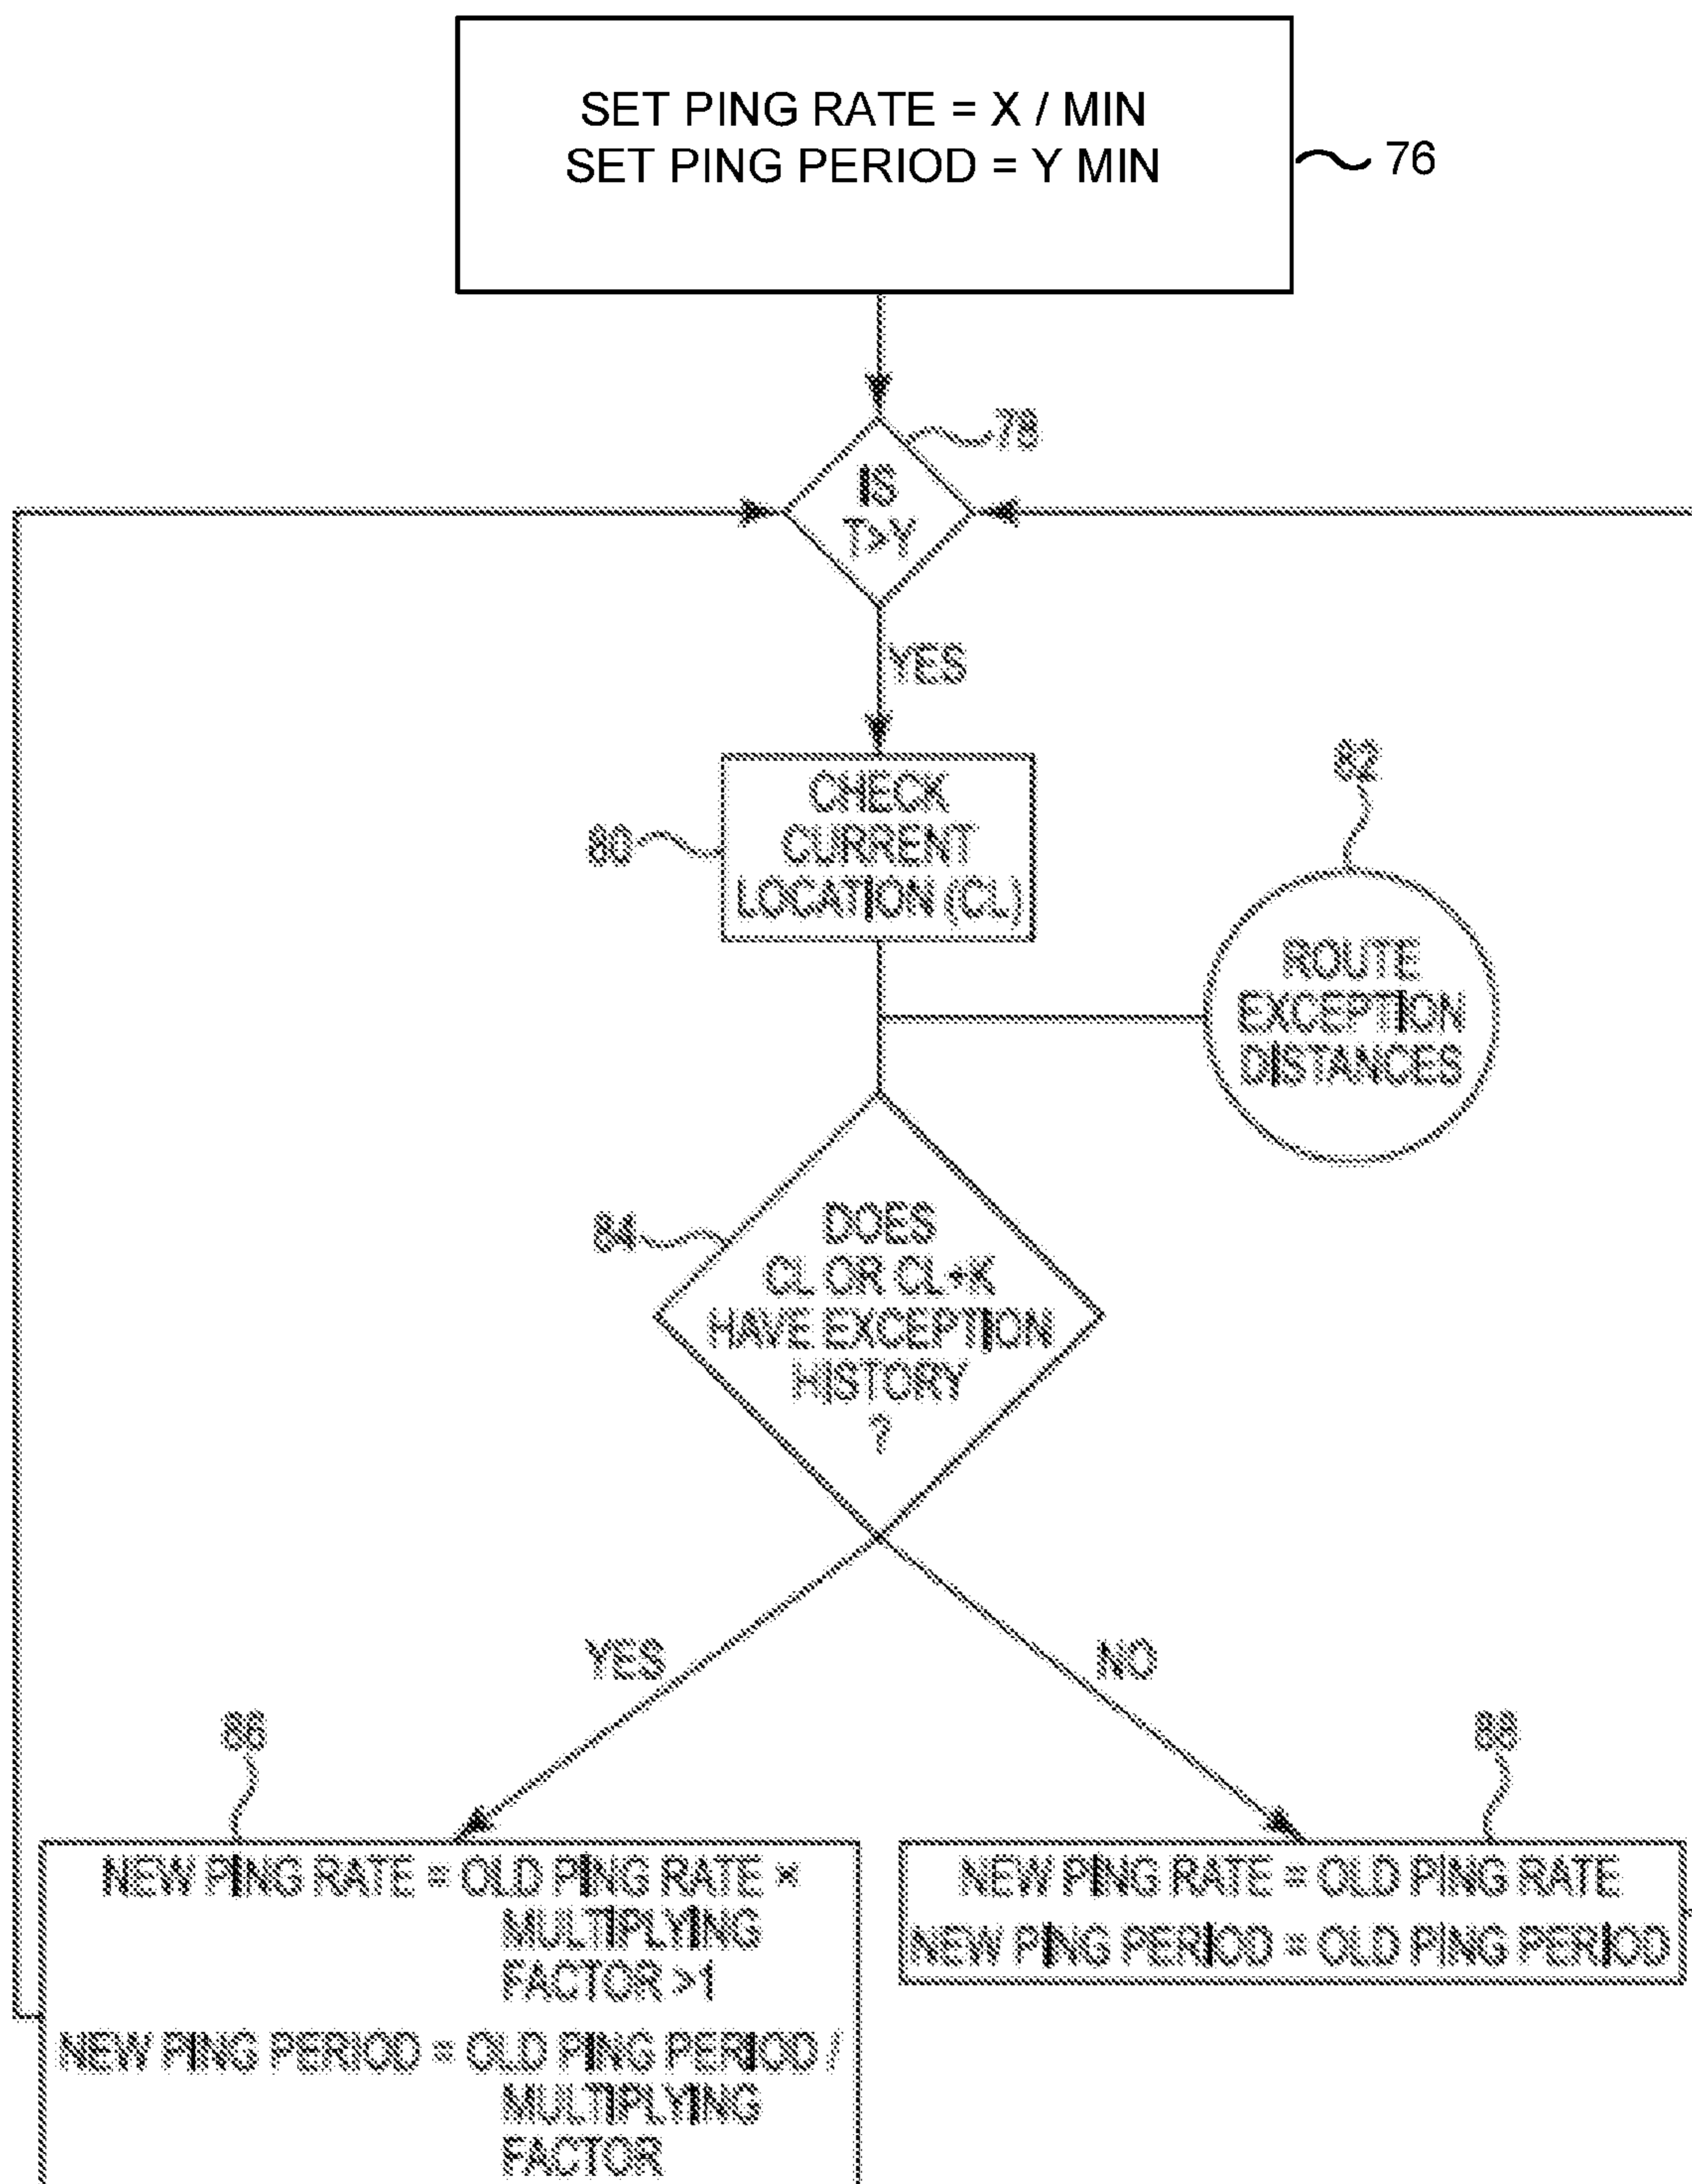 SET PING RATE = X / MIN
SET PING PERIOD = Y MIN
76
78
IS
T>Y
YES
80
CHECK
CURRENT
LOCATION (CL)
82
ROUTE
EXCEPTION
DISTANCES
84
DOES
CL OR CL+K
HAVE EXCEPTION
HISTORY
?
YES
NO
86
88
NEW PING RATE = OLD PING RATE ×
MULTIPLYING
FACTOR >1
NEW PING PERIOD = OLD PING PERIOD /
MULTIPLYING
FACTOR
NEW PING RATE = OLD PING RATE
NEW PING PERIOD = OLD PING PERIOD